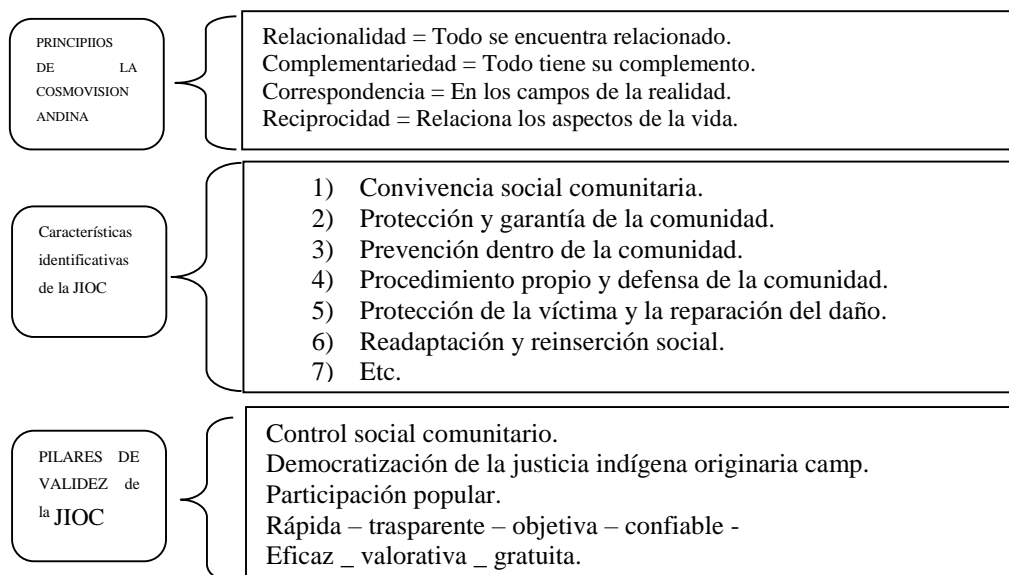 PRINCIPIIOS
DE LA
COSMOVISION
ANDINA
Relacionalidad = Todo se encuentra relacionado.
Complementariedad = Todo tiene su complemento.
Correspondencia = En los campos de la realidad.
Reciprocidad = Relaciona los aspectos de la vida.
Características
identificativas
de la JIOC
1) Convivencia social comunitaria.
2) Protección y garantía de la comunidad.
3) Prevención dentro de la comunidad.
4) Procedimiento propio y defensa de la comunidad.
5) Protección de la víctima y la reparación del daño.
6) Readaptación y reinserción social.
7) Etc.
PILARES DE
VALIDEZ de
la JIOC
Control social comunitario.
Democratización de la justicia indígena originaria camp.
Participación popular.
Rápida – trasparente – objetiva – confiable -
Eficaz _ valorativa _ gratuita.